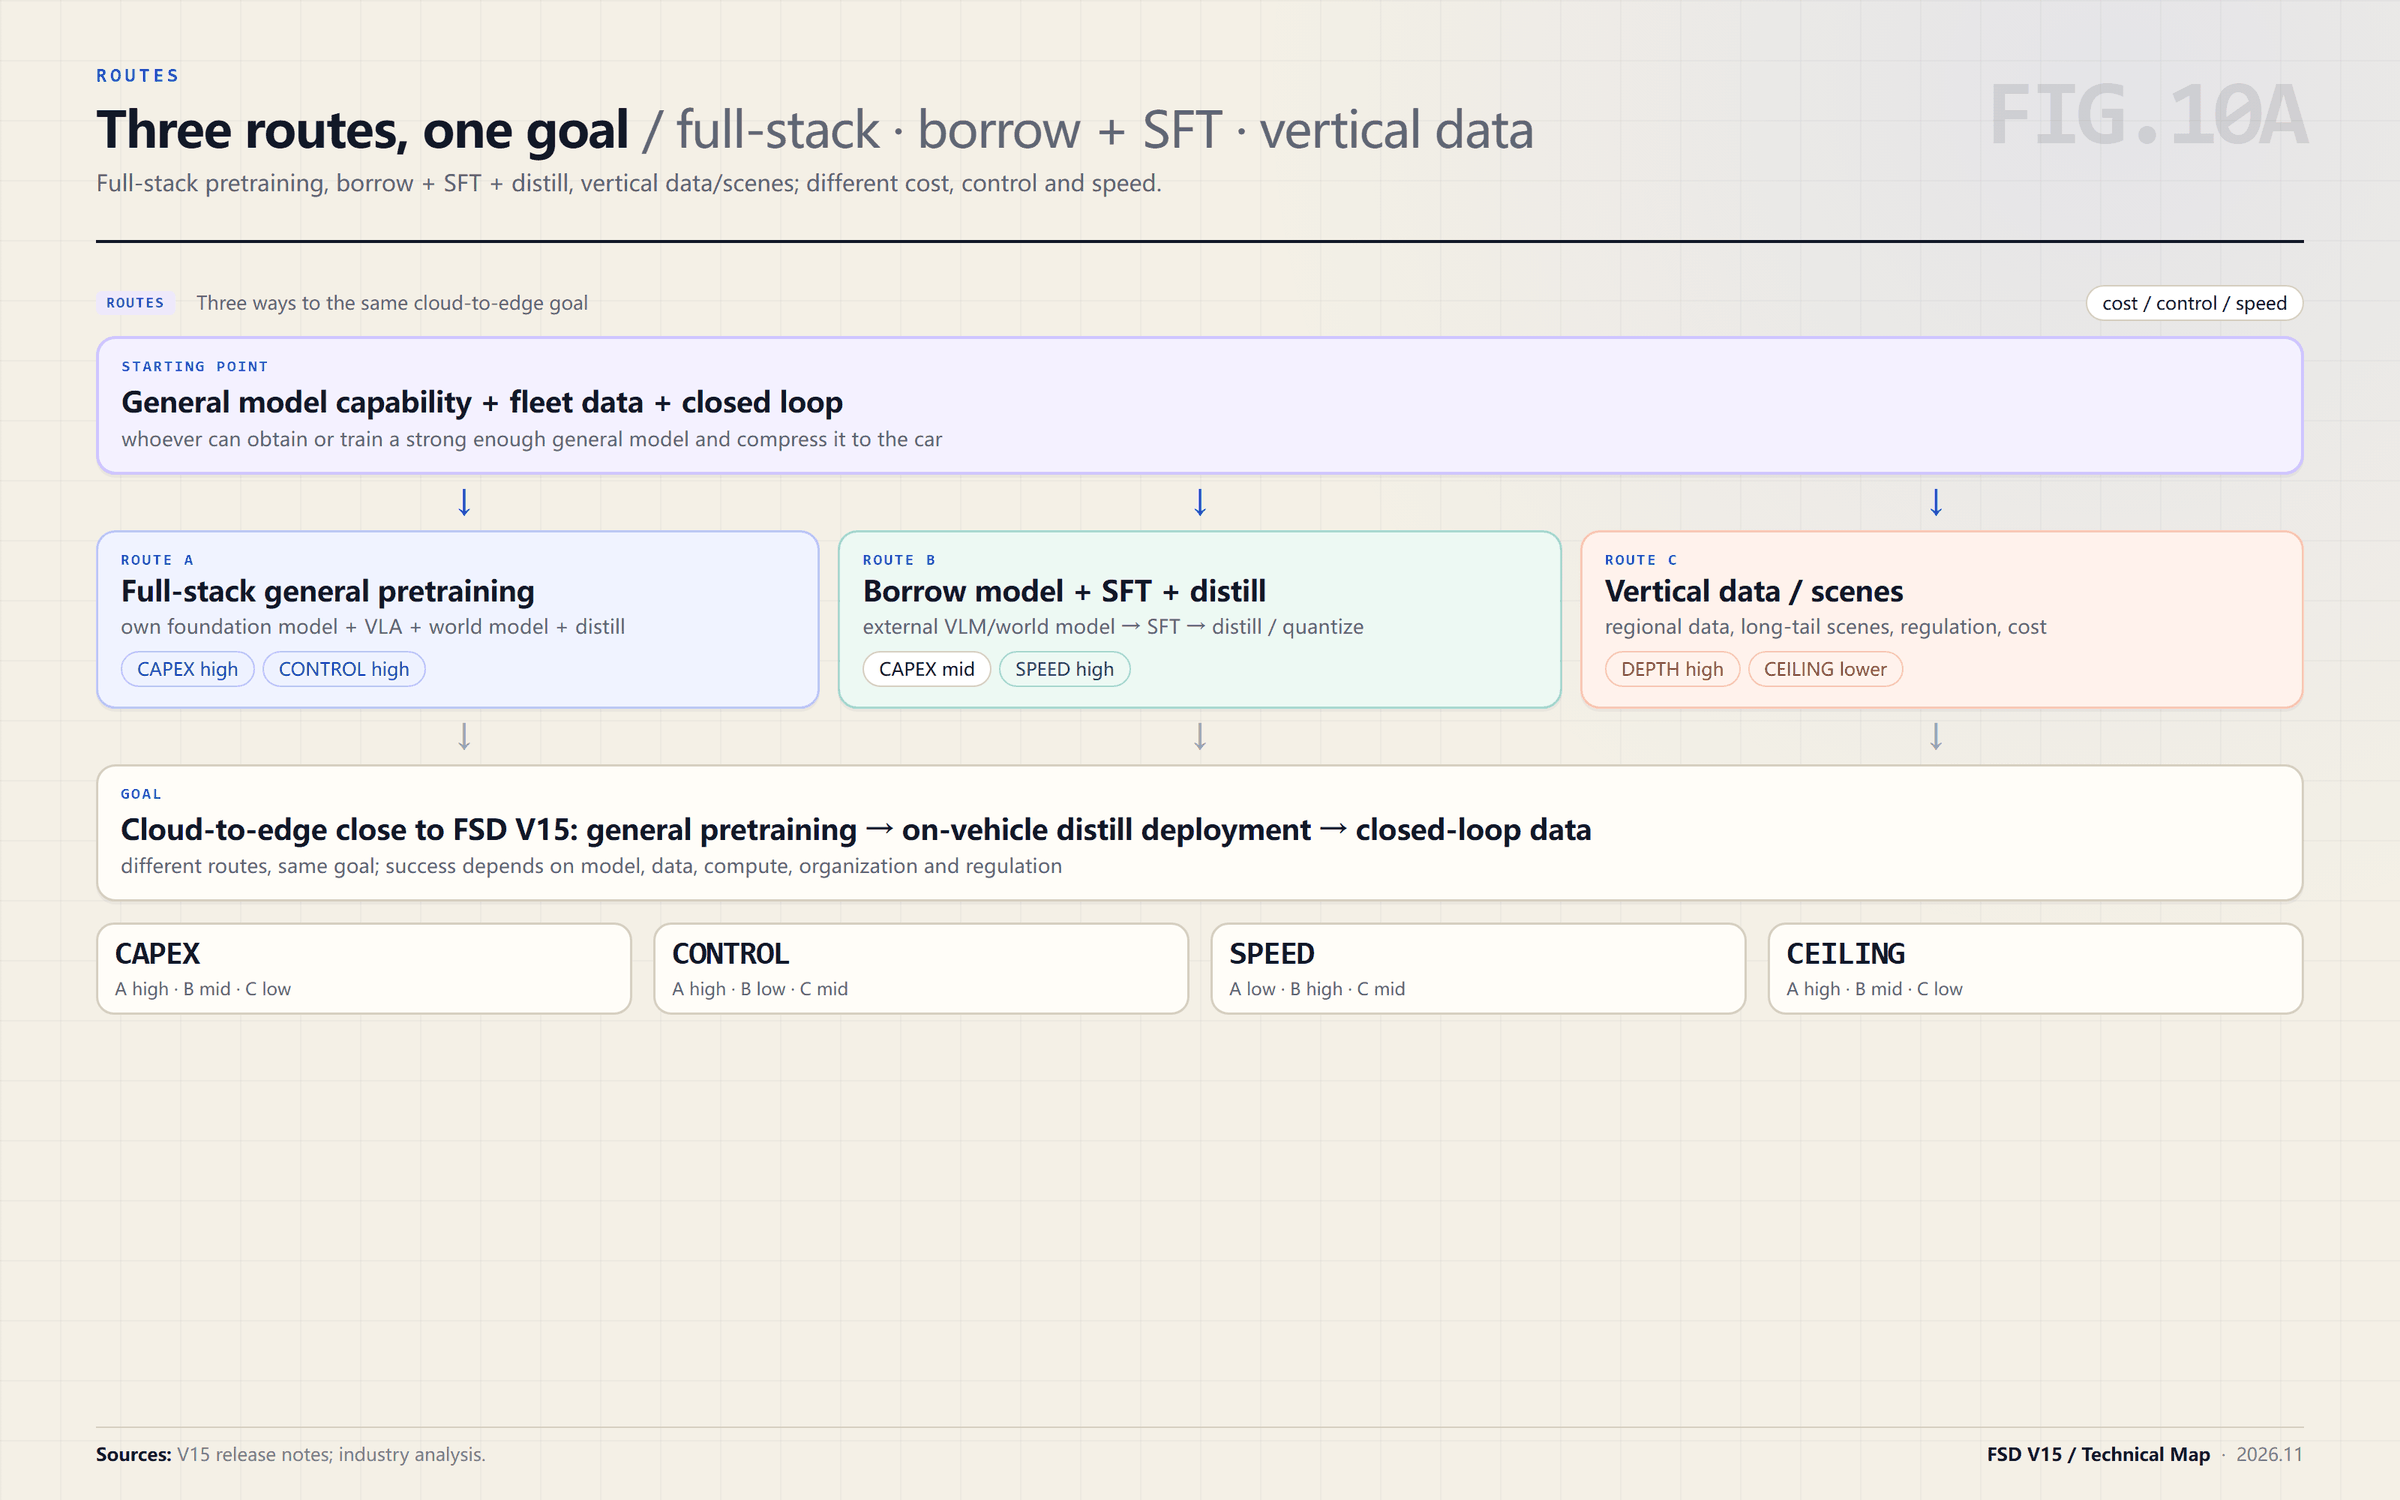 ROUTES
FIG.10A
Three routes, one goal / full-stack · borrow + SFT · vertical data
Full-stack pretraining, borrow + SFT + distill, vertical data/scenes; different cost, control and speed.
ROUTES Three ways to the same cloud-to-edge goal
cost / control / speed
STARTING POINT
General model capability + fleet data + closed loop
whoever can obtain or train a strong enough general model and compress it to the car
↓ ↓ ↓
ROUTE A
Full-stack general pretraining
own foundation model + VLA + world model + distill
CAPEX high CONTROL high
ROUTE B
Borrow model + SFT + distill
external VLM/world model → SFT → distill / quantize
CAPEX mid SPEED high
ROUTE C
Vertical data / scenes
regional data, long-tail scenes, regulation, cost
DEPTH high CEILING lower
↓ ↓ ↓
GOAL
Cloud-to-edge close to FSD V15: general pretraining → on-vehicle distill deployment → closed-loop data
different routes, same goal; success depends on model, data, compute, organization and regulation
CAPEX
A high · B mid · C low
CONTROL
A high · B low · C mid
SPEED
A low · B high · C mid
CEILING
A high · B mid · C low
Sources: V15 release notes; industry analysis.
FSD V15 / Technical Map · 2026.11